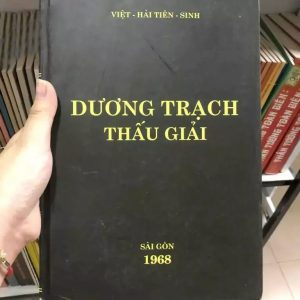 VIỆT - HẢI TIÊN - SINH
DƯƠNG TRẠCH
THẤU GIẢI
SÀI GÒN
1968